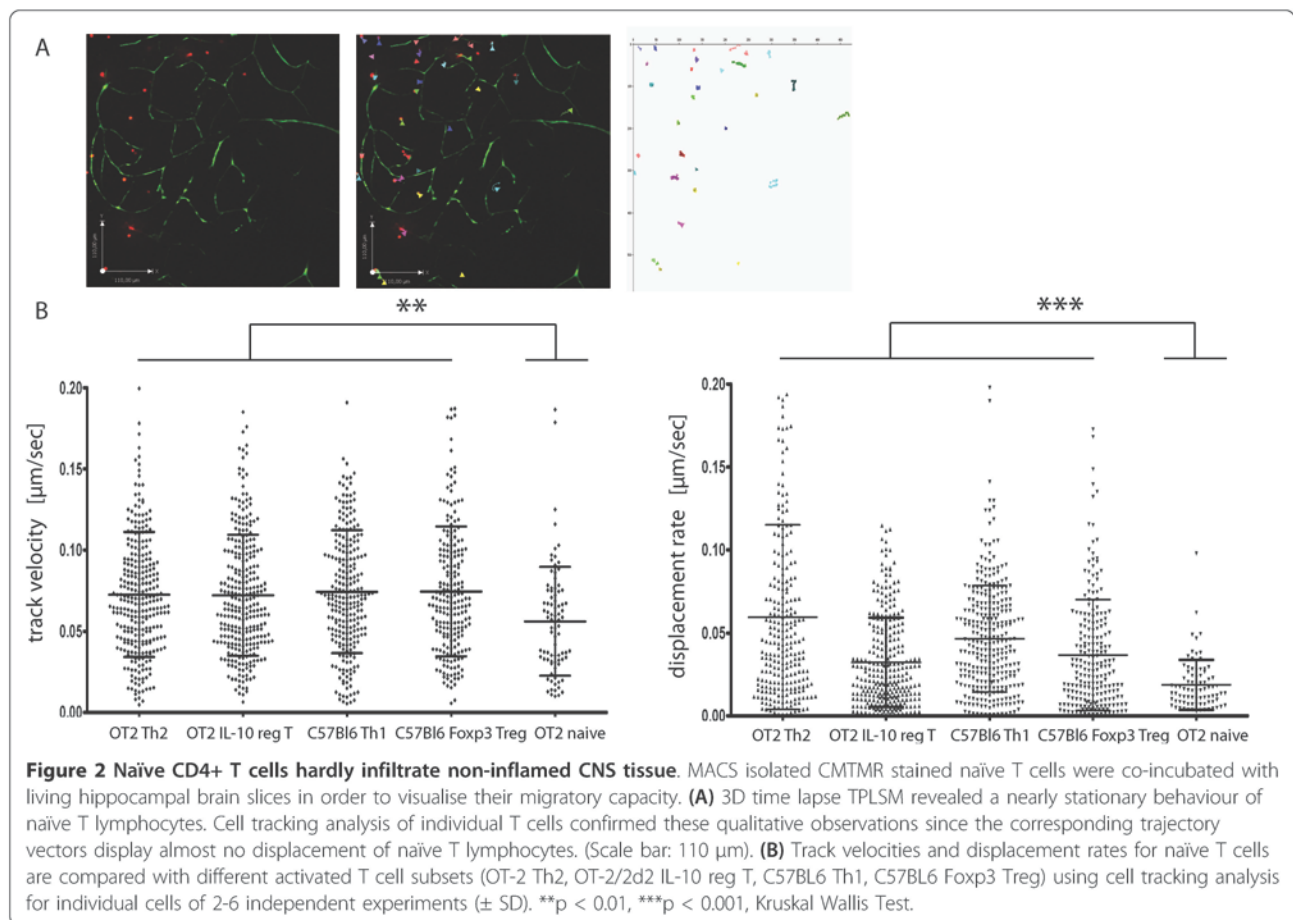 A
110,00 µm
110,00 µm
B
**
***
track velocity [µm/sec]
0.20
0.15
0.10
0.05
0.00
OT2 Th2 OT2 IL-10 reg T C57Bl6 Th1 C57Bl6 Foxp3 Treg OT2 naive
displacement rate [µm/sec]
0.20
0.15
0.10
0.05
0.00
OT2 Th2 OT2 IL-10 reg T C57Bl6 Th1 C57Bl6 Foxp3 Treg OT2 naive
Figure 2 Naïve CD4+ T cells hardly infiltrate non-inflamed CNS tissue. MACS isolated CMTMR stained naïve T cells were co-incubated with
living hippocampal brain slices in order to visualise their migratory capacity. (A) 3D time lapse TPLSM revealed a nearly stationary behaviour of
naïve T lymphocytes. Cell tracking analysis of individual T cells confirmed these qualitative observations since the corresponding trajectory
vectors display almost no displacement of naïve T lymphocytes. (Scale bar: 110 µm). (B) Track velocities and displacement rates for naïve T cells
are compared with different activated T cell subsets (OT-2 Th2, OT-2/2d2 IL-10 reg T, C57BL6 Th1, C57BL6 Foxp3 Treg) using cell tracking analysis
for individual cells of 2-6 independent experiments (± SD). **p < 0.01, ***p < 0.001, Kruskal Wallis Test.